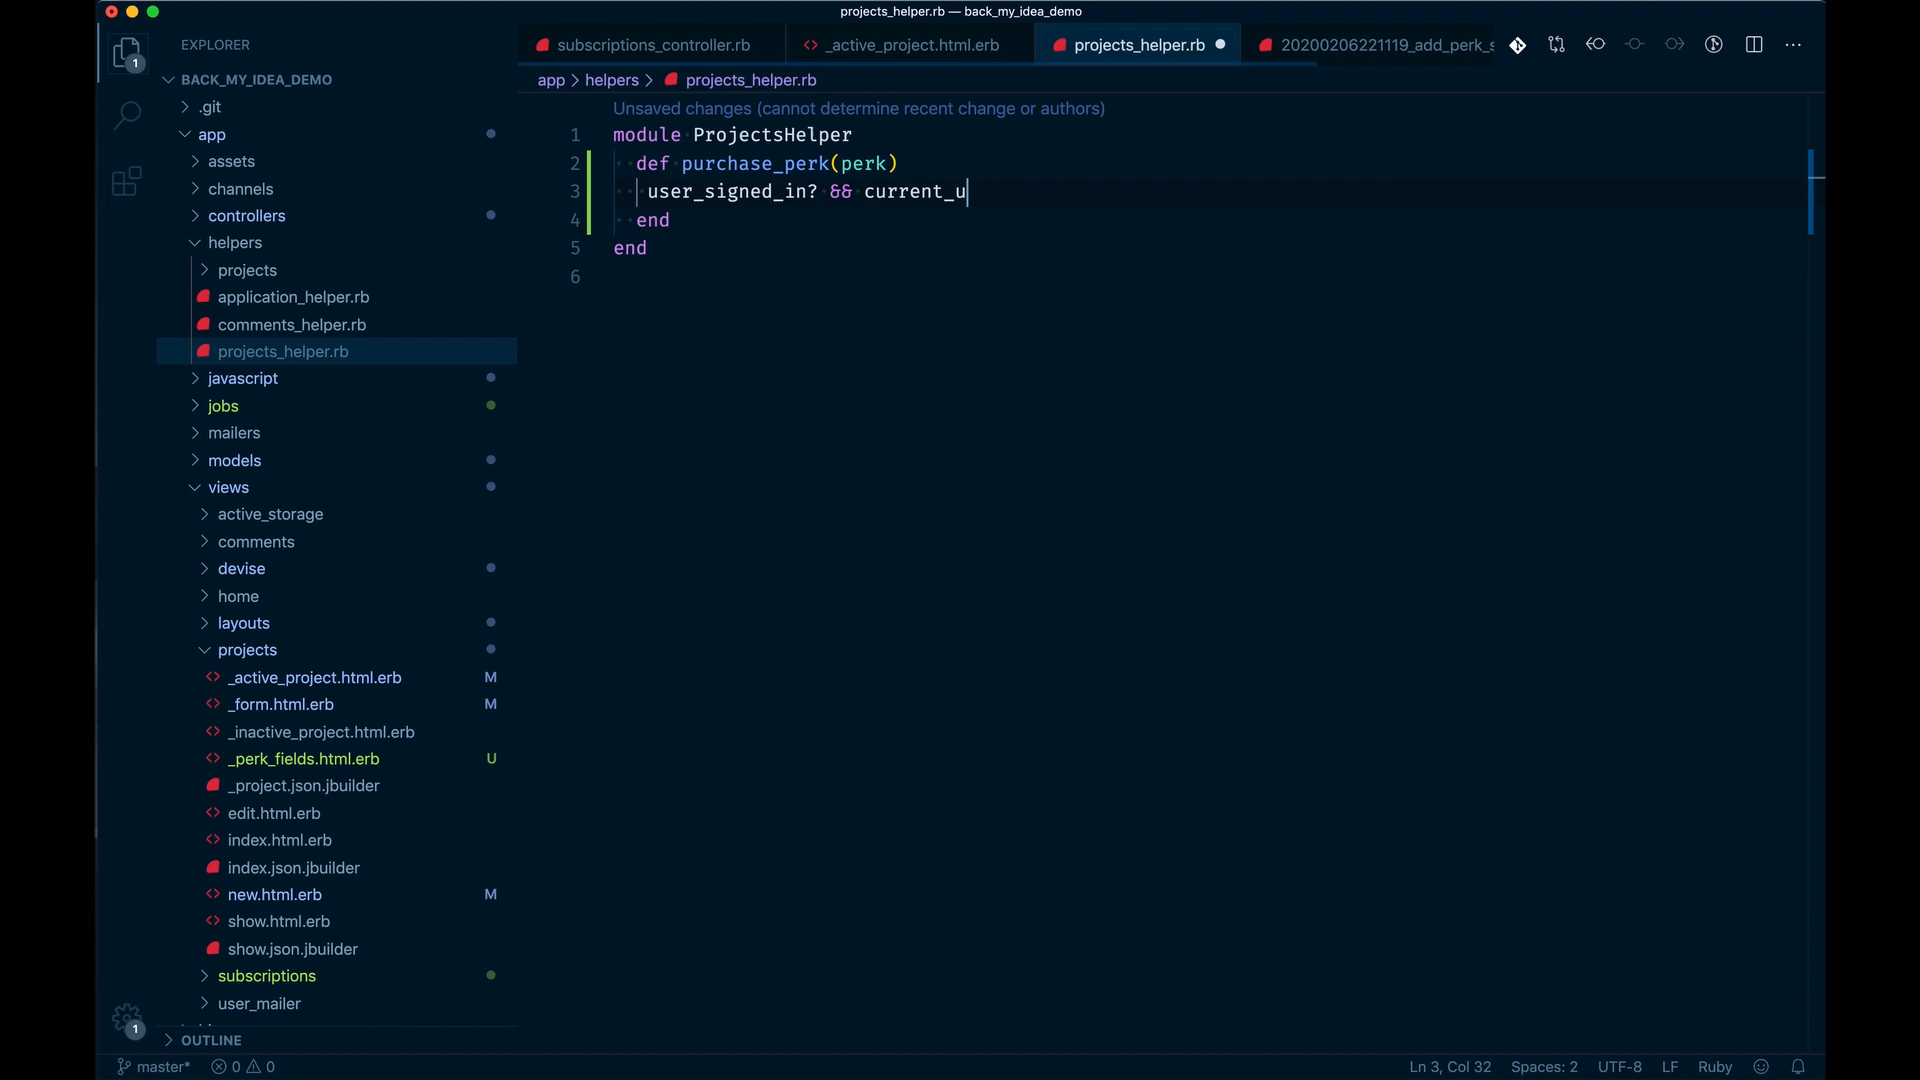 projects_helper.rb — back_my_idea_demo
EXPLORER
subscriptions_controller.rb
_active_project.html.erb
projects_helper.rb
20200206221119_add_perk_s
1
BACK_MY_IDEA_DEMO
app
helpers
projects_helper.rb
.git
Unsaved changes (cannot determine recent change or authors)
app
1 module ProjectsHelper
assets
2 def purchase_perk(perk)
channels
3 user_signed_in? && current_u
controllers
4 end
helpers
5 end
projects
6
application_helper.rb
comments_helper.rb
projects_helper.rb
javascript
jobs
mailers
models
views
active_storage
comments
devise
home
layouts
projects
_active_project.html.erb M
_form.html.erb M
_inactive_project.html.erb
_perk_fields.html.erb U
_project.json.jbuilder
edit.html.erb
index.html.erb
index.json.jbuilder
new.html.erb M
show.html.erb
show.json.jbuilder
subscriptions
user_mailer
1
OUTLINE
master* 0 0 Ln 3, Col 32 Spaces: 2 UTF-8 LF Ruby